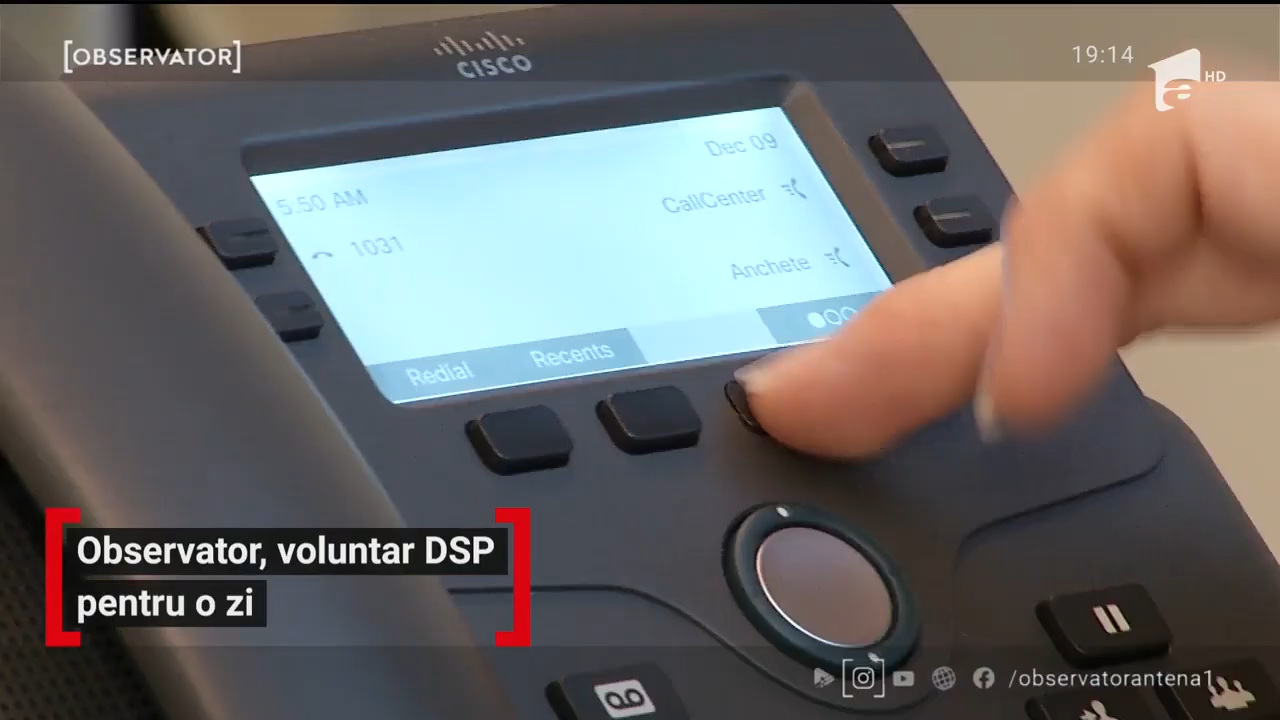 [OBSERVATOR]
19:14
HD
CISCO
Dec 09
5:50 AM
CallCenter
1031
Anchete
Redial
Recents
Observator, voluntar DSP
pentru o zi
/observatorantena1